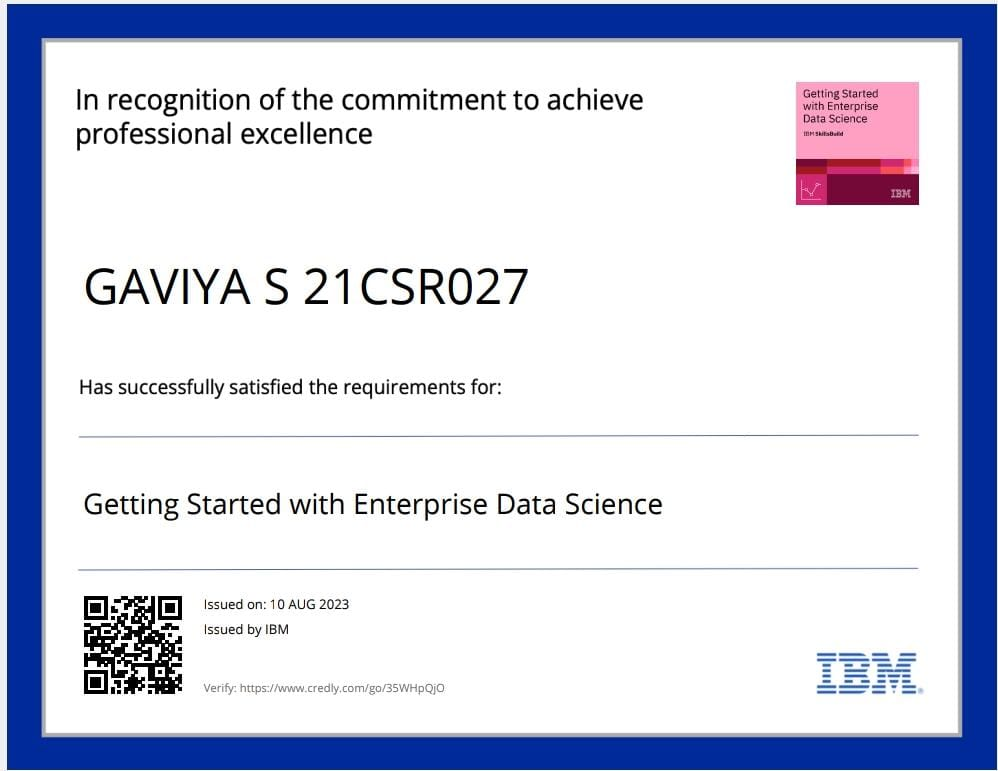 In recognition of the commitment to achieve
professional excellence
Getting Started
with Enterprise
Data Science
IBM SkillsBuild
IBM
GAVIYA S 21CSR027
Has successfully satisfied the requirements for:
Getting Started with Enterprise Data Science
Issued on: 10 AUG 2023
Issued by IBM
Verify: https://www.credly.com/go/35WHpQjO
IBM®